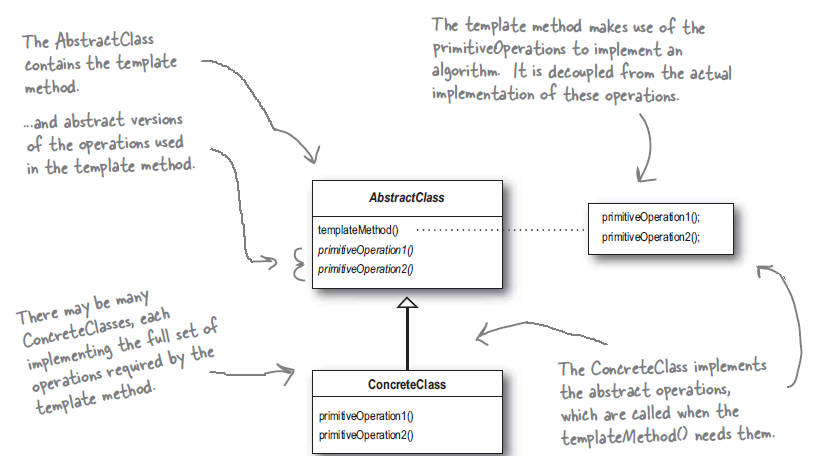 The AbstractClass
contains the template
method.
...and abstract versions
of the operations used
in the template method.
The template method makes use of the
primitiveOperations to implement an
algorithm. It is decoupled from the actual
implementation of these operations.
AbstractClass
templateMethod()
primitiveOperation1()
primitiveOperation2()
primitiveOperation1();
primitiveOperation2();
There may be many
ConcreteClasses, each
implementing the full set of
operations required by the
template method.
ConcreteClass
primitiveOperation1()
primitiveOperation2()
The ConcreteClass implements
the abstract operations,
which are called when the
templateMethod() needs them.